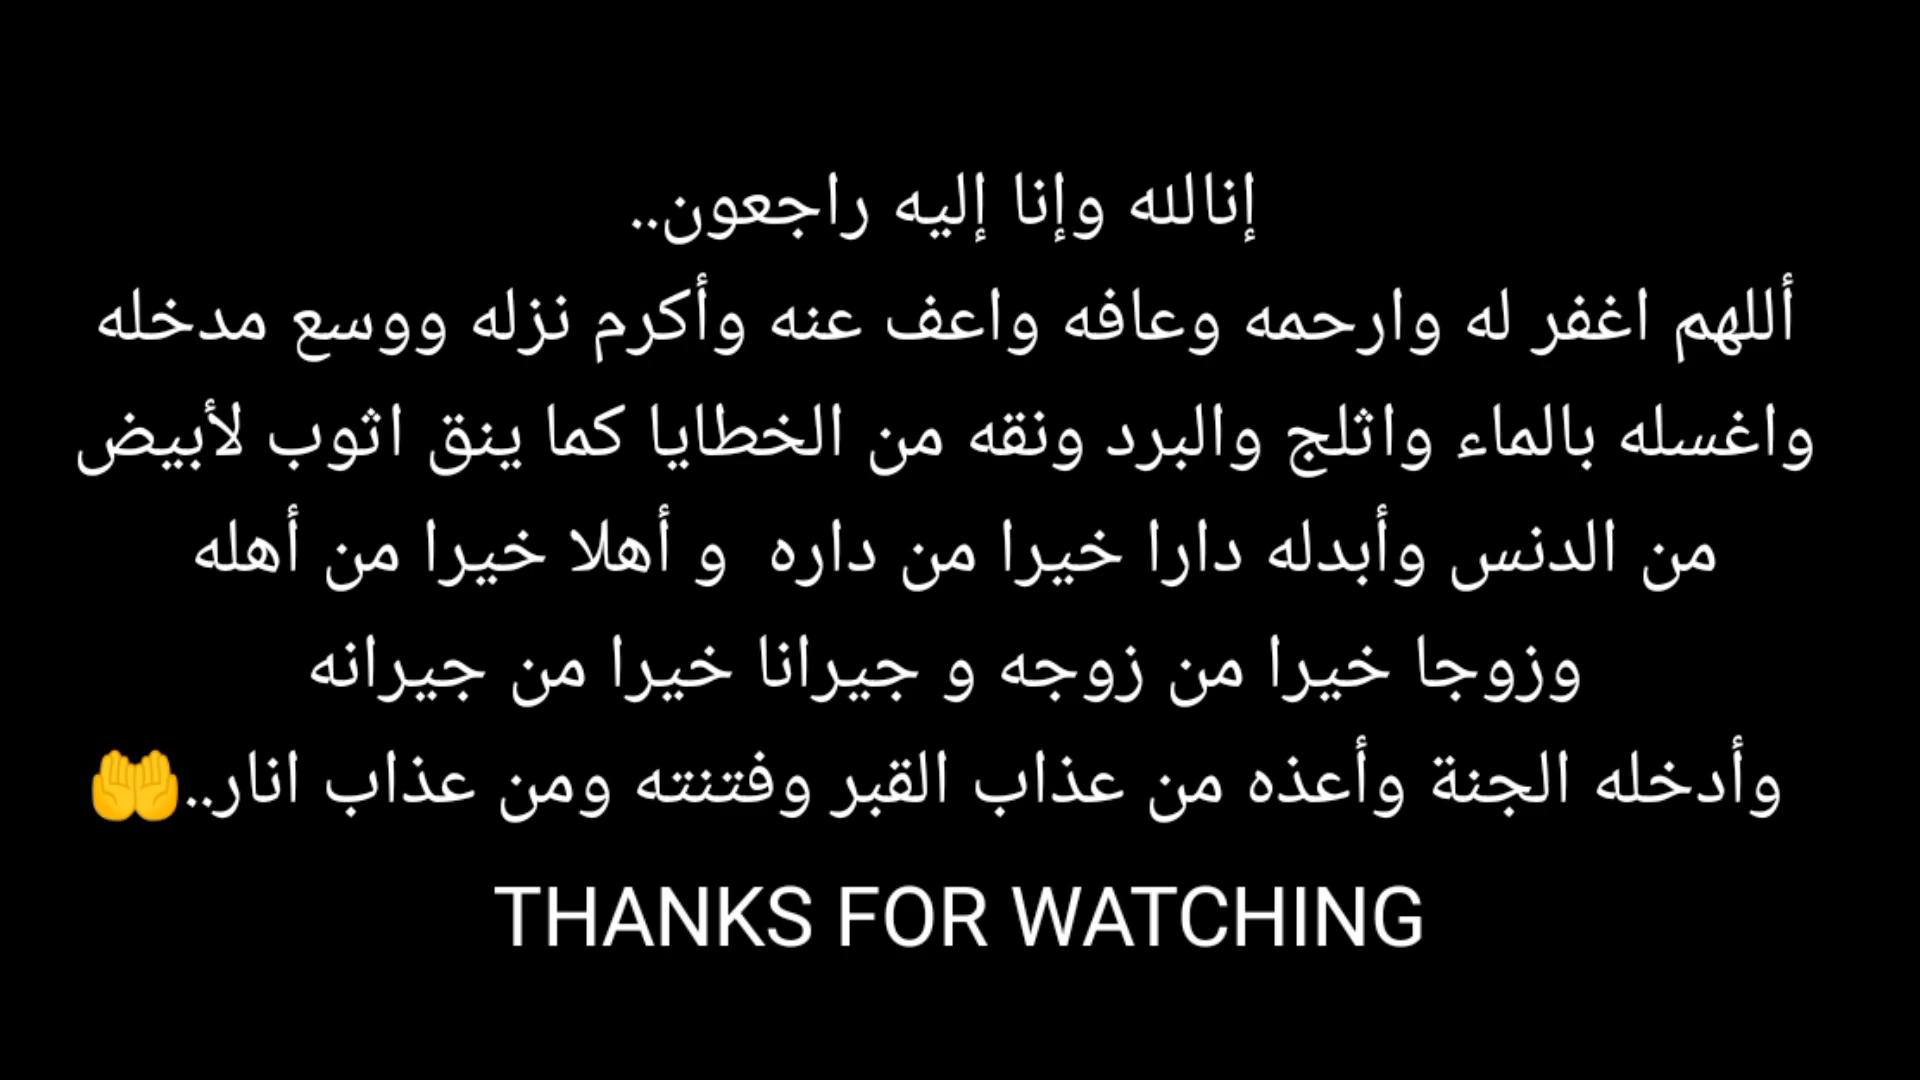 إنالله وإنا إليه راجعون..
أللهم اغفر له وارحمه وعافه واعف عنه وأكرم نزله ووسع مدخله
واغسله بالماء واثلج والبرد ونقه من الخطايا كما ينق اثوب لأبيض
من الدنس وأبدله دارا خيرا من داره و أهلا خيرا من أهله
وزوجا خيرا من زوجه و جيرانا خيرا من جيرانه
وأدخله الجنة وأعذه من عذاب القبر وفتنته ومن عذاب انار..🤲
THANKS FOR WATCHING